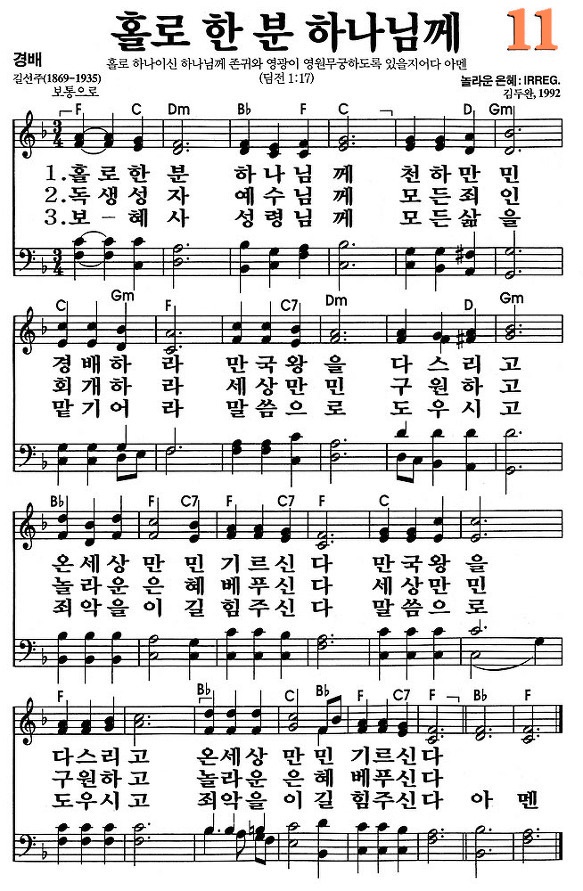 홀로 한 분 하나님께
11
경배
홀로 하나이신 하나님께 존귀와 영광이 영원무궁하도록 있을지어다 아멘
길선주(1869-1935)
(딤전 1:17)
놀라운 은혜 : IRREG.
보통으로
김두완, 1992
F C Dm B♭ F C D Gm
1.홀로한분 하나님께 천하만민
2.독생성자 예수님께 모든죄인
3.보-혜사 성령님께 모든삶을
C Gm F C7 Dm D Gm
경배하라 만국왕을 다스리고
회개하라 세상만민 구원하고
맡기어라 말씀으로 도우시고
B♭ F C7 F C7 F C
온세상만민기르신다 만국왕을
놀라운은혜베푸신다 세상만민
죄악을이길힘주신다 말씀으로
F B♭ C B♭ F C7 F B♭ F
다스리고 온세상만민기르신다
구원하고 놀라운은혜베푸신다
도우시고 죄악을이길힘주신다 아멘